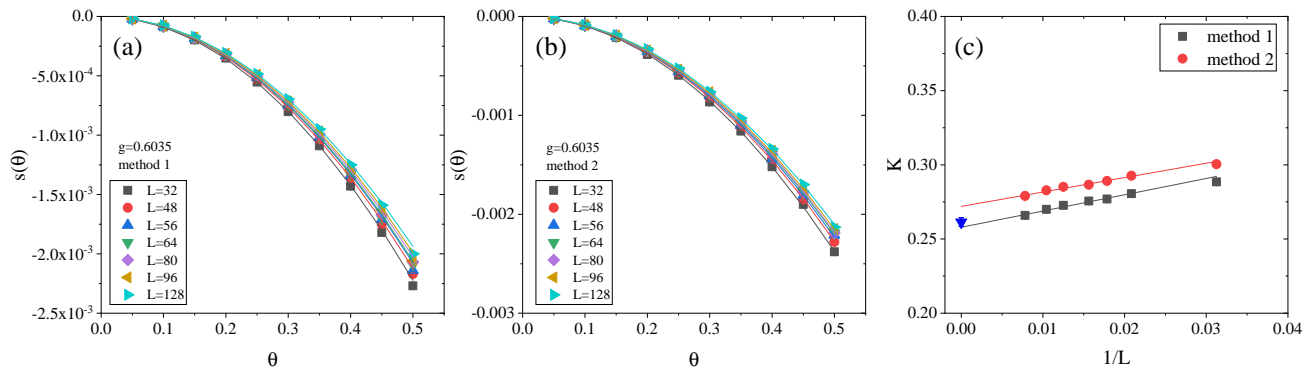 (a)
0.0
-5.0x10⁻⁴
-1.0x10⁻³
-1.5x10⁻³
-2.0x10⁻³
-2.5x10⁻³
s(θ)
g=0.6035
method 1
L=32
L=48
L=56
L=64
L=80
L=96
L=128
0.0 0.1 0.2 0.3 0.4 0.5
θ
(b)
0.000
-0.001
-0.002
-0.003
s(θ)
g=0.6035
method 2
L=32
L=48
L=56
L=64
L=80
L=96
L=128
0.0 0.1 0.2 0.3 0.4 0.5
θ
(c)
method 1
method 2
0.40
0.35
0.30
0.25
0.20
K
0.00 0.01 0.02 0.03 0.04
1/L